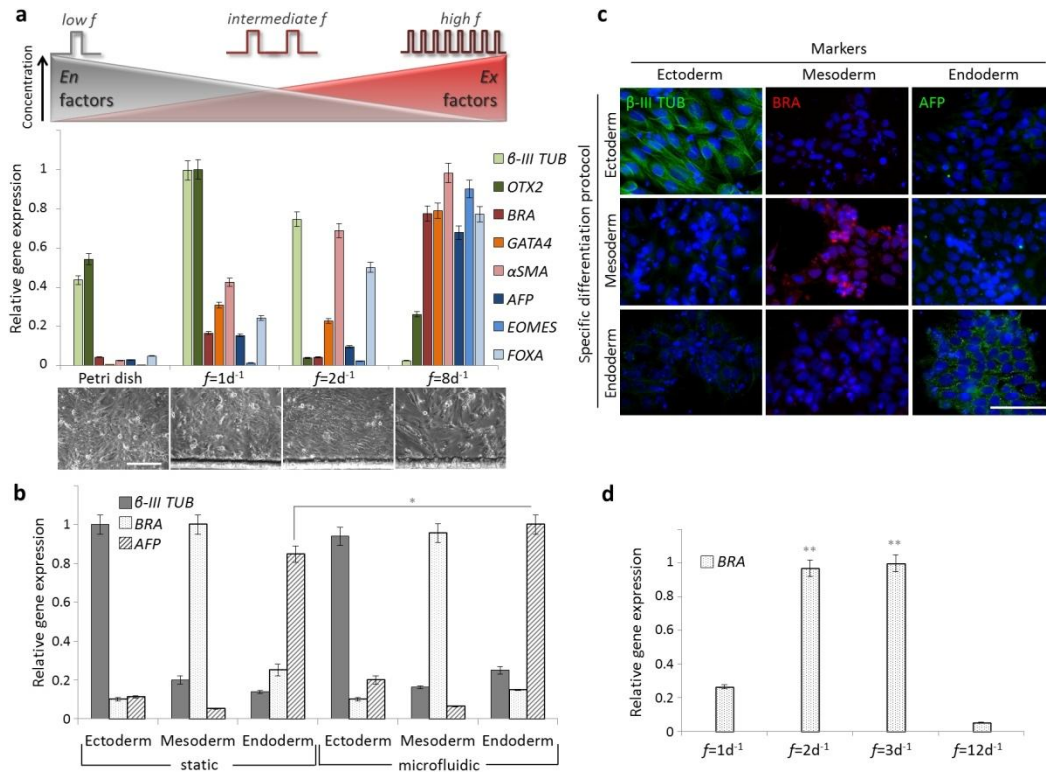 a
low f
intermediate f
high f
Concentration
En
factors
Ex
factors
Relative gene expression
1
0.8
0.6
0.4
0.2
0
β-III TUB
OTX2
BRA
GATA4
αSMA
AFP
EOMES
FOXA
Petri dish
f=1d⁻¹
f=2d⁻¹
f=8d⁻¹
b
Relative gene expression
1
0.8
0.6
0.4
0.2
0
β-III TUB
BRA
AFP
*
Ectoderm Mesoderm Endoderm Ectoderm Mesoderm Endoderm
static
microfluidic
c
Markers
Ectoderm
Mesoderm
Endoderm
Specific differentiation protocol
Ectoderm
Mesoderm
Endoderm
β-III TUB
BRA
AFP
d
Relative gene expression
1
0.8
0.6
0.4
0.2
0
BRA
**
**
f=1d⁻¹
f=2d⁻¹
f=3d⁻¹
f=12d⁻¹